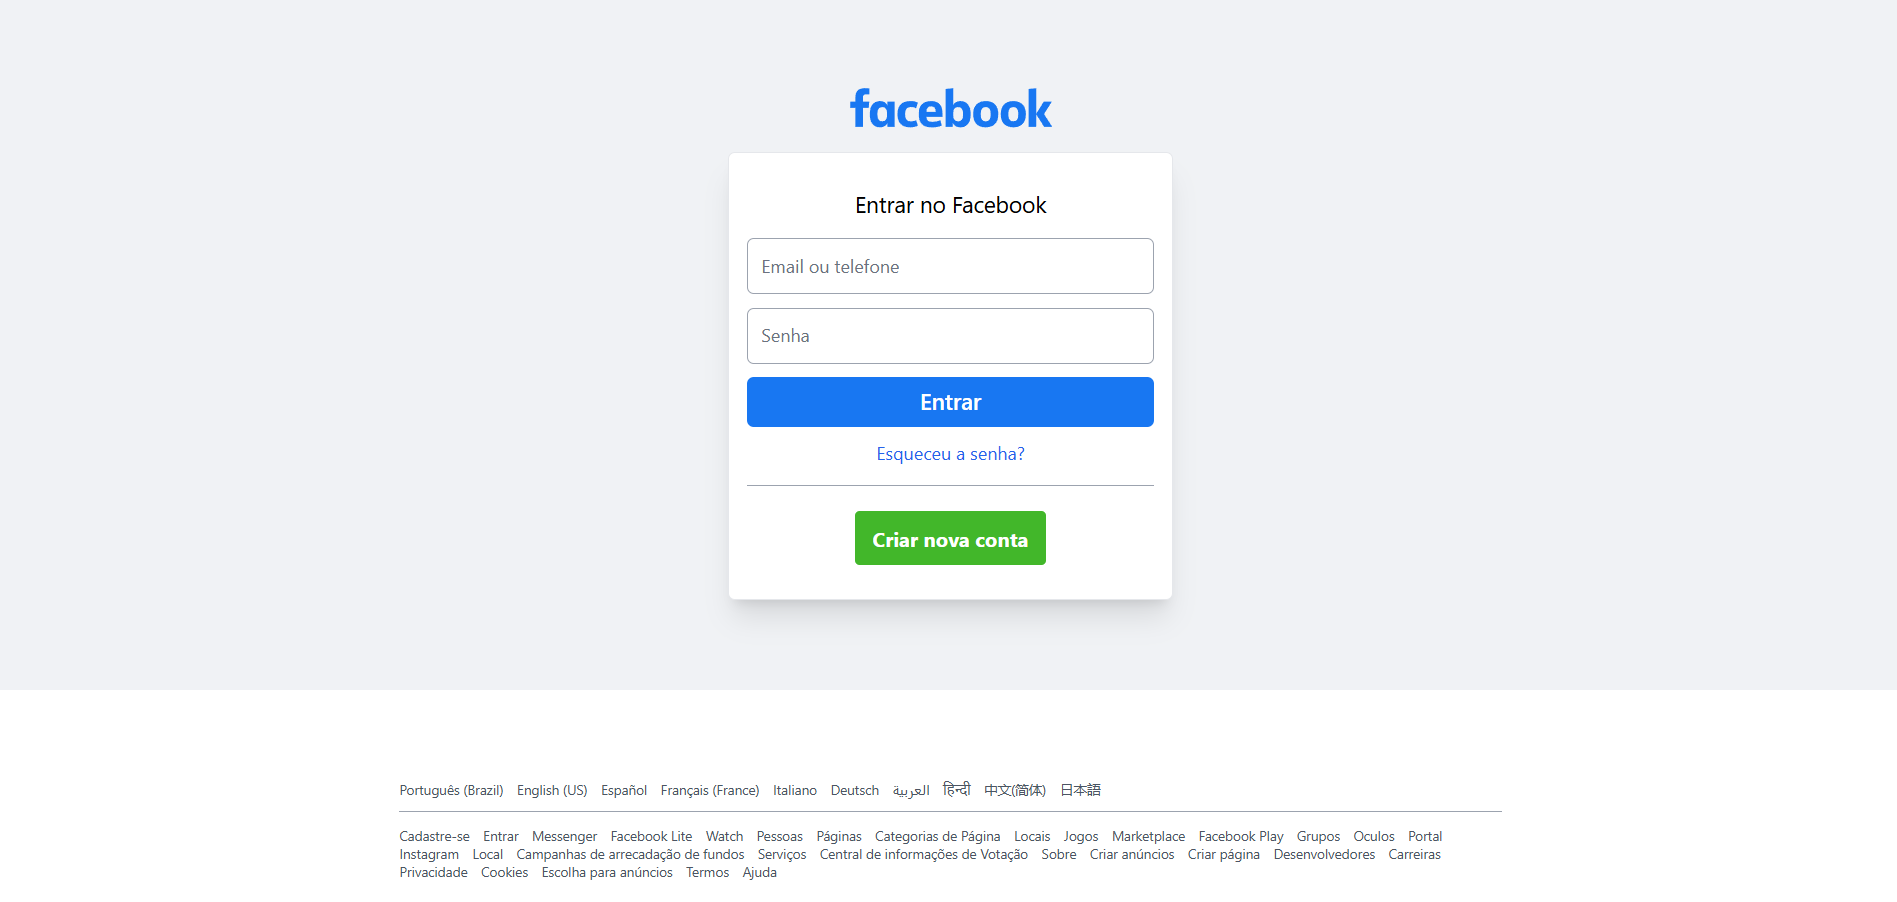 facebook
Entrar no Facebook
Email ou telefone
Senha
Entrar
Esqueceu a senha?
Criar nova conta
Português (Brazil) English (US) Español Français (France) Italiano Deutsch العربية हिन्दी 中文(简体) 日本語
Cadastre-se Entrar Messenger Facebook Lite Watch Pessoas Páginas Categorias de Página Locais Jogos Marketplace Facebook Play Grupos Oculos Portal
Instagram Local Campanhas de arrecadação de fundos Serviços Central de informações de Votação Sobre Criar anúncios Criar página Desenvolvedores Carreiras
Privacidade Cookies Escolha para anúncios Termos Ajuda